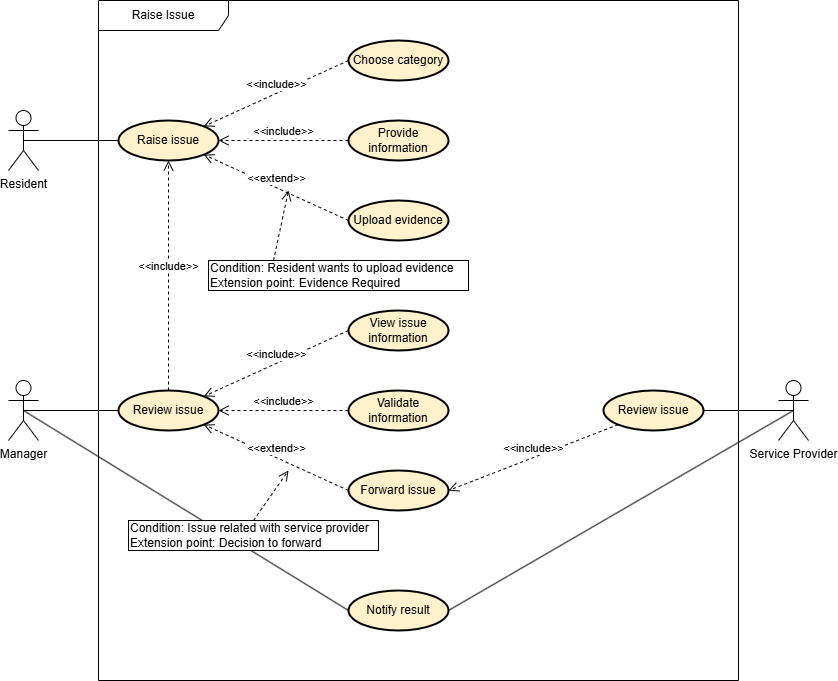 Raise Issue
Choose category
<<include>>
Raise issue
<<include>>
Provide
information
Resident
<<extend>>
Upload evidence
<<include>>
Condition: Resident wants to upload evidence
Extension point: Evidence Required
View issue
information
<<include>>
Manager
Review issue
<<include>>
Validate
information
Review issue
Service Provider
<<extend>>
<<include>>
Forward issue
Condition: Issue related with service provider
Extension point: Decision to forward
Notify result